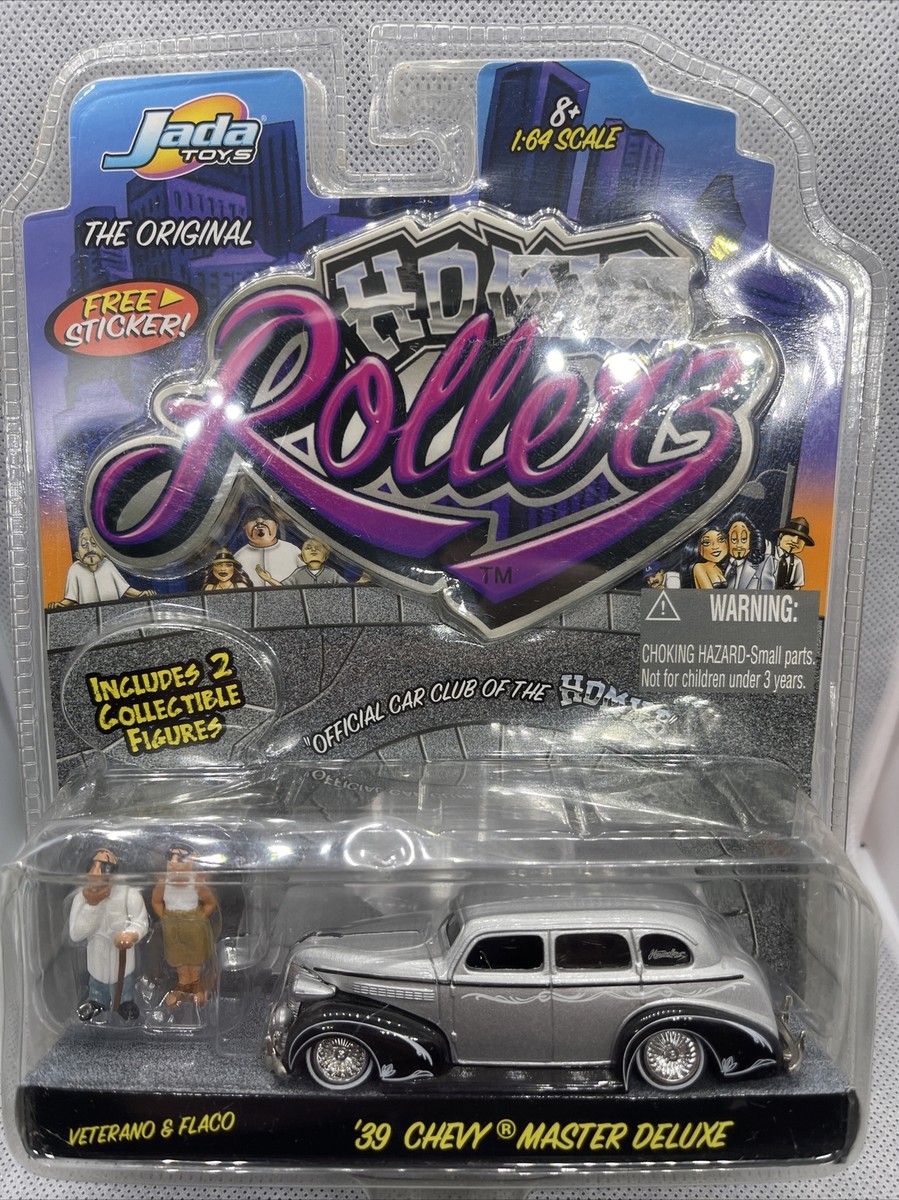 Jada
TOYS
8+
1:64 SCALE
THE ORIGINAL
FREE
STICKER!
HOMIE
Rollerz
TM
WARNING:
CHOKING HAZARD-Small parts.
Not for children under 3 years.
INCLUDES 2
COLLECTIBLE
FIGURES
"OFFICIAL CAR CLUB OF THE
VETERANO & FLACO
'39 CHEVY® MASTER DELUXE